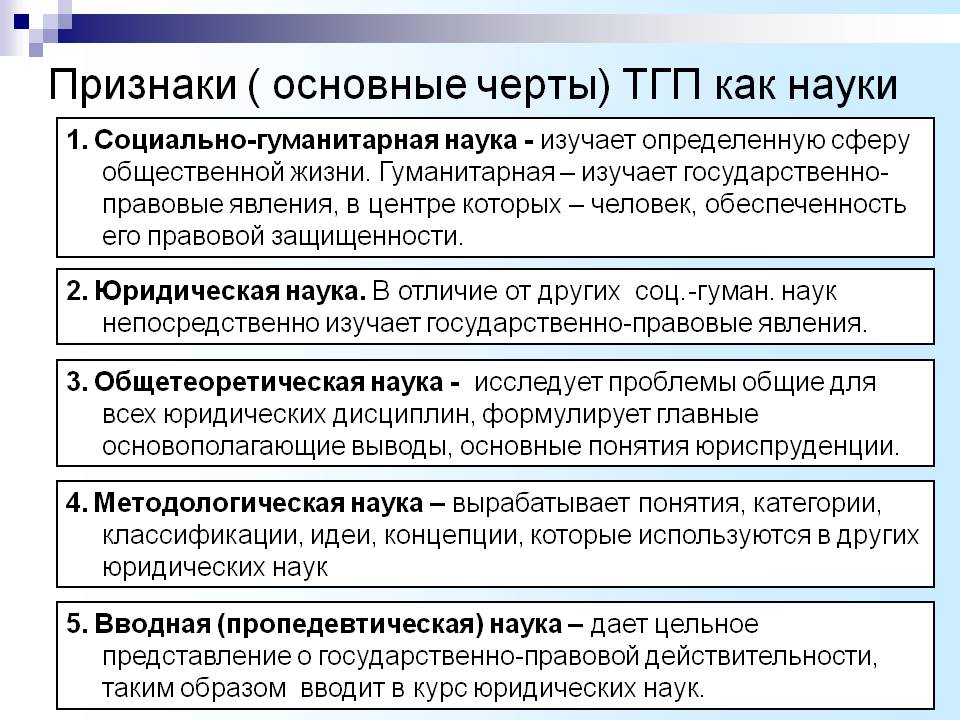 Признаки ( основные черты) ТГП как науки
1. Социально-гуманитарная наука - изучает определенную сферу
общественной жизни. Гуманитарная – изучает государственно-
правовые явления, в центре которых – человек, обеспеченность
его правовой защищенности.
2. Юридическая наука. В отличие от других соц.-гуман. наук
непосредственно изучает государственно-правовые явления.
3. Общетеоретическая наука - исследует проблемы общие для
всех юридических дисциплин, формулирует главные
основополагающие выводы, основные понятия юриспруденции.
4. Методологическая наука – вырабатывает понятия, категории,
классификации, идеи, концепции, которые используются в других
юридических наук
5. Вводная (пропедевтическая) наука – дает цельное
представление о государственно-правовой действительности,
таким образом вводит в курс юридических наук.